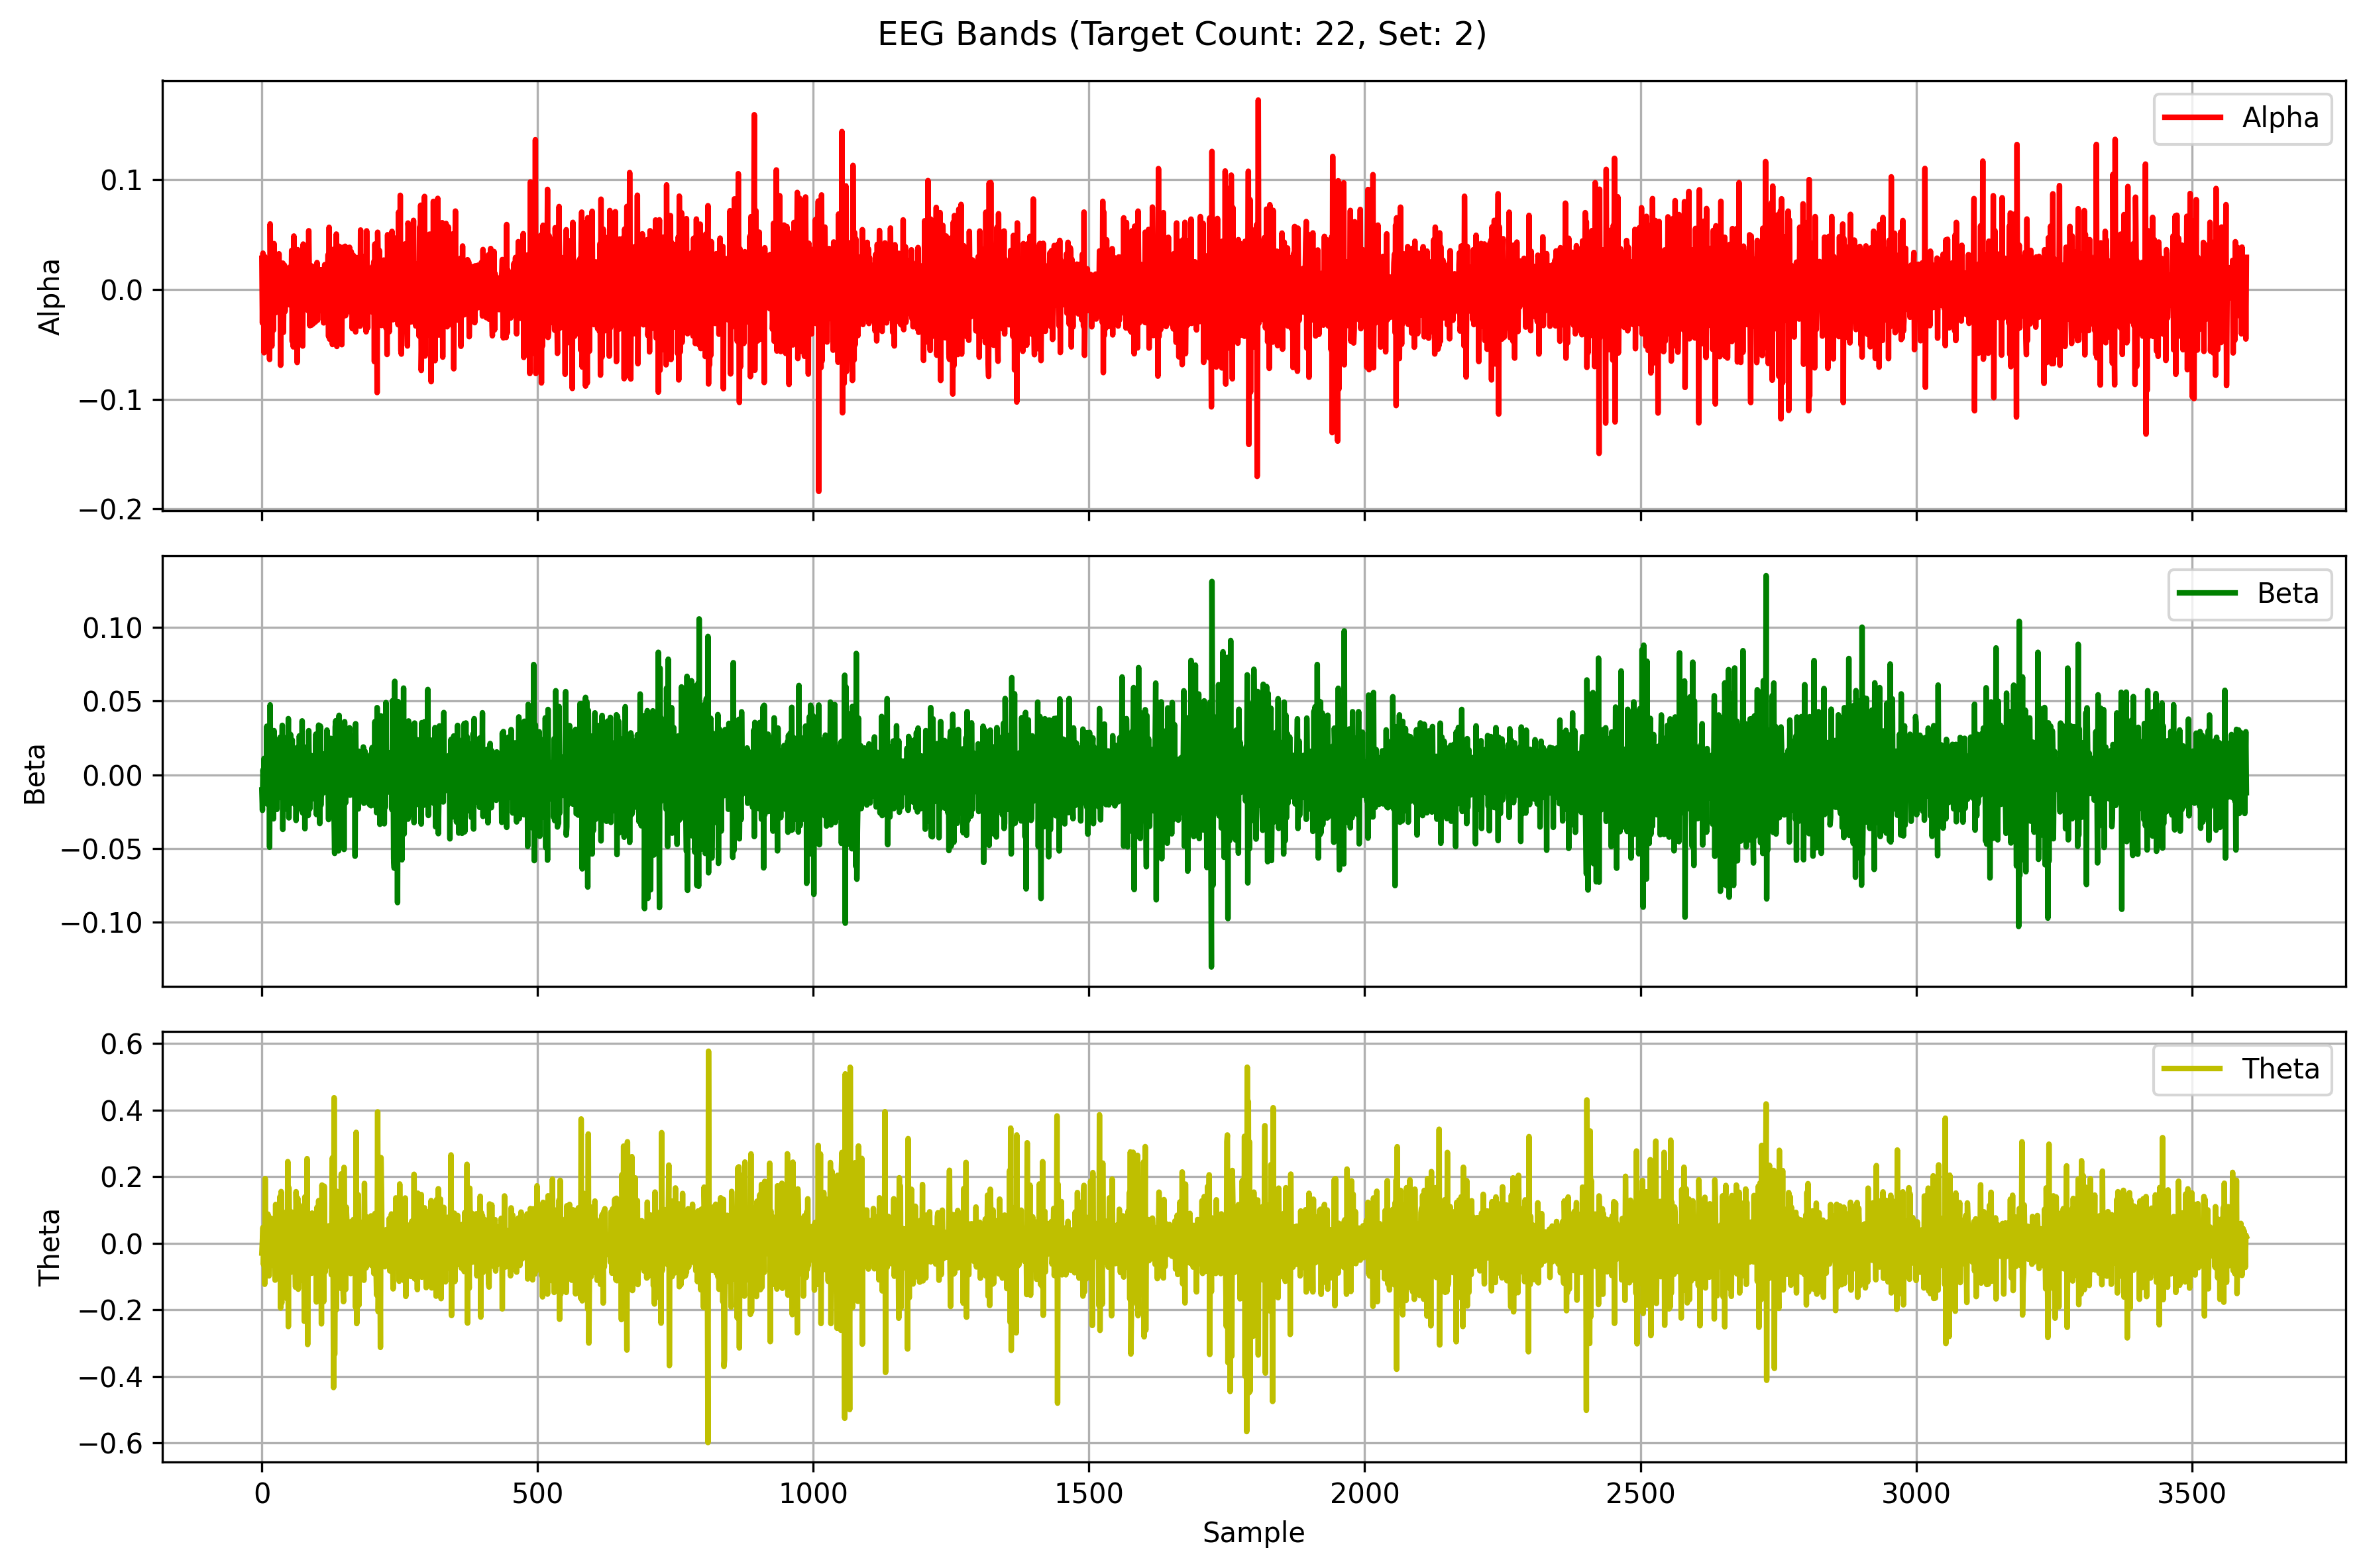 EEG Bands (Target Count: 22, Set: 2)
Alpha
0.1
0.0
−0.1
−0.2
Alpha
Beta
0.10
0.05
0.00
−0.05
−0.10
Beta
Theta
0.6
0.4
0.2
0.0
−0.2
−0.4
−0.6
Theta
0 500 1000 1500 2000 2500 3000 3500
Sample